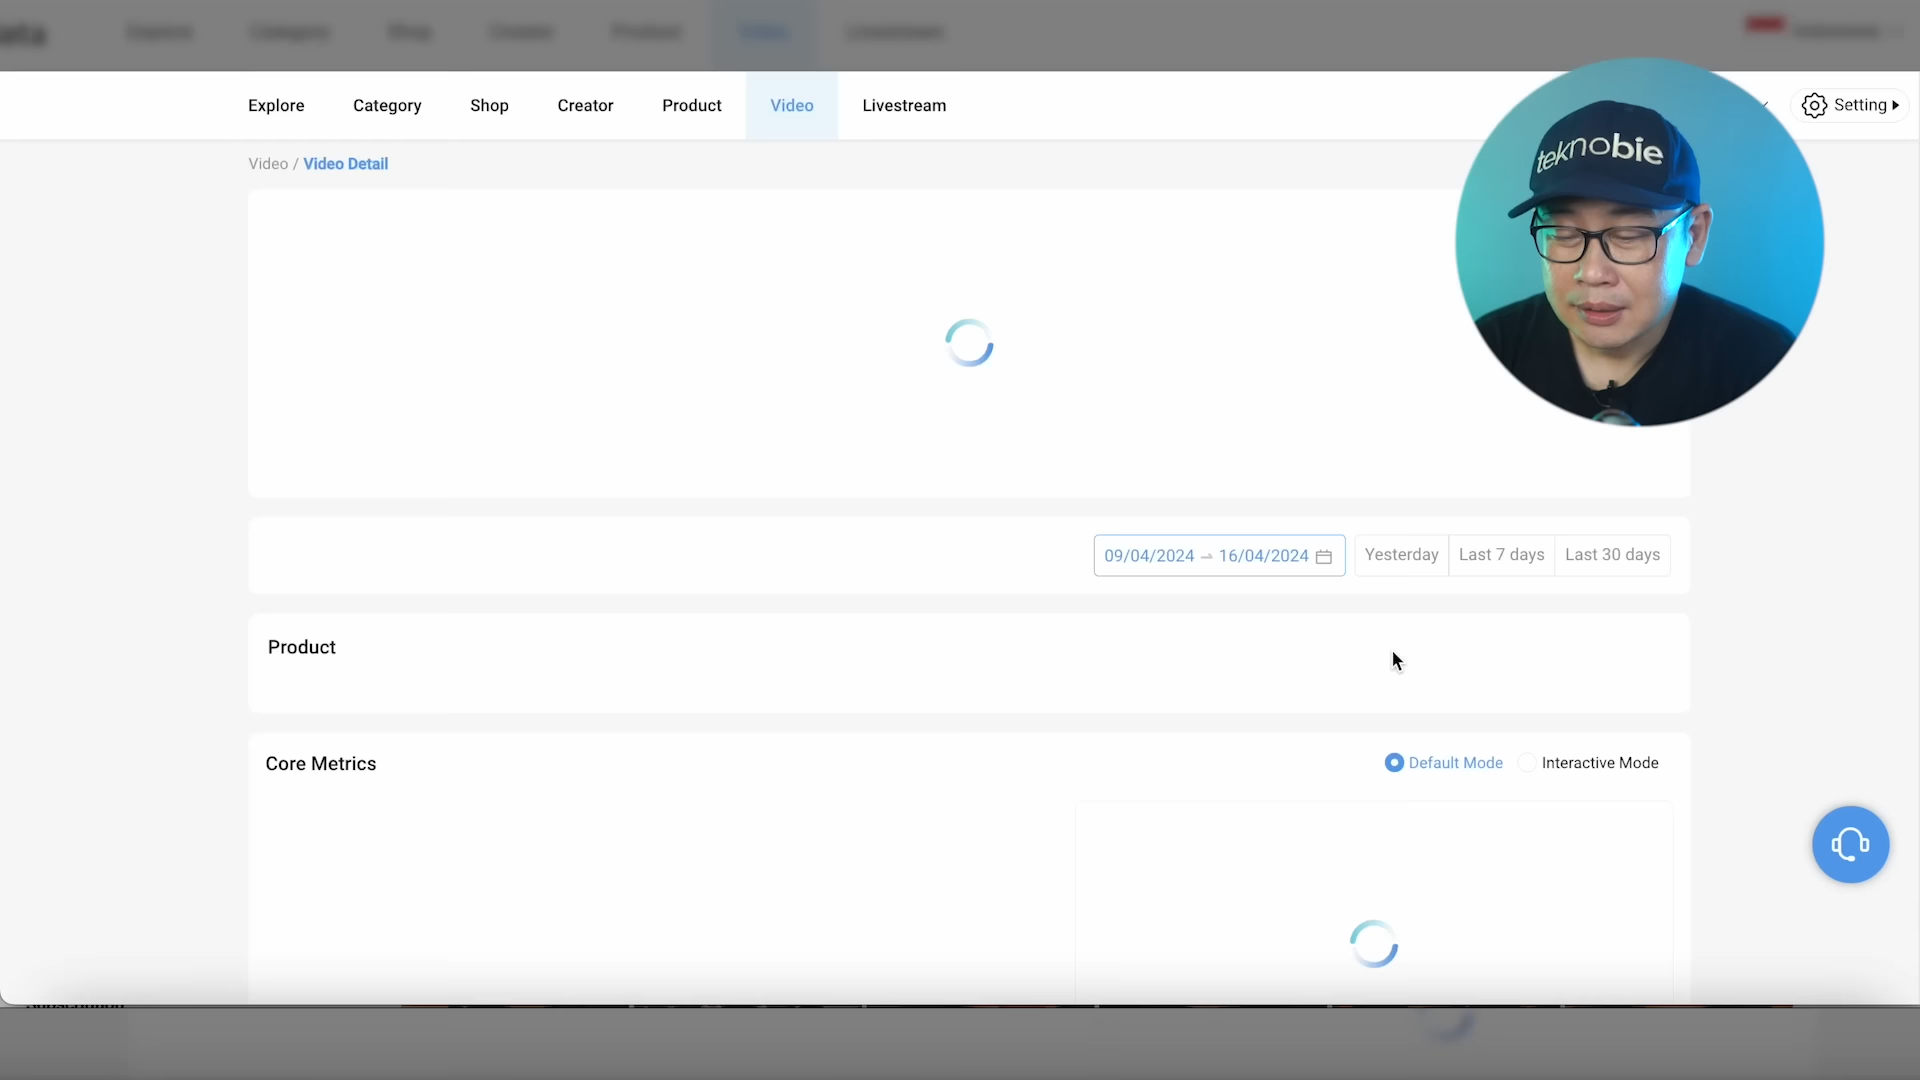 Explore Category Shop Creator Product Video Livestream
Setting
teknobie
Video / Video Detail
09/04/2024 → 16/04/2024 Yesterday Last 7 days Last 30 days
Product
Core Metrics
Default Mode Interactive Mode